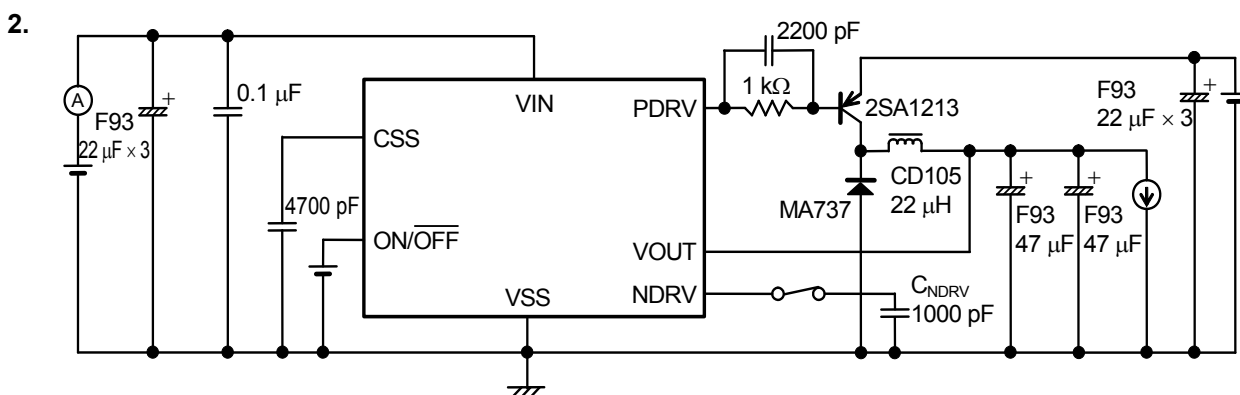 2.
A
F93
22 μF × 3
0.1 μF
4700 pF
CSS
ON/OFF
VIN
VSS
PDRV
VOUT
NDRV
2200 pF
1 kΩ
2SA1213
MA737
CD105
22 μH
C_NDRV
1000 pF
F93
47 μF
F93
47 μF
F93
22 μF × 3